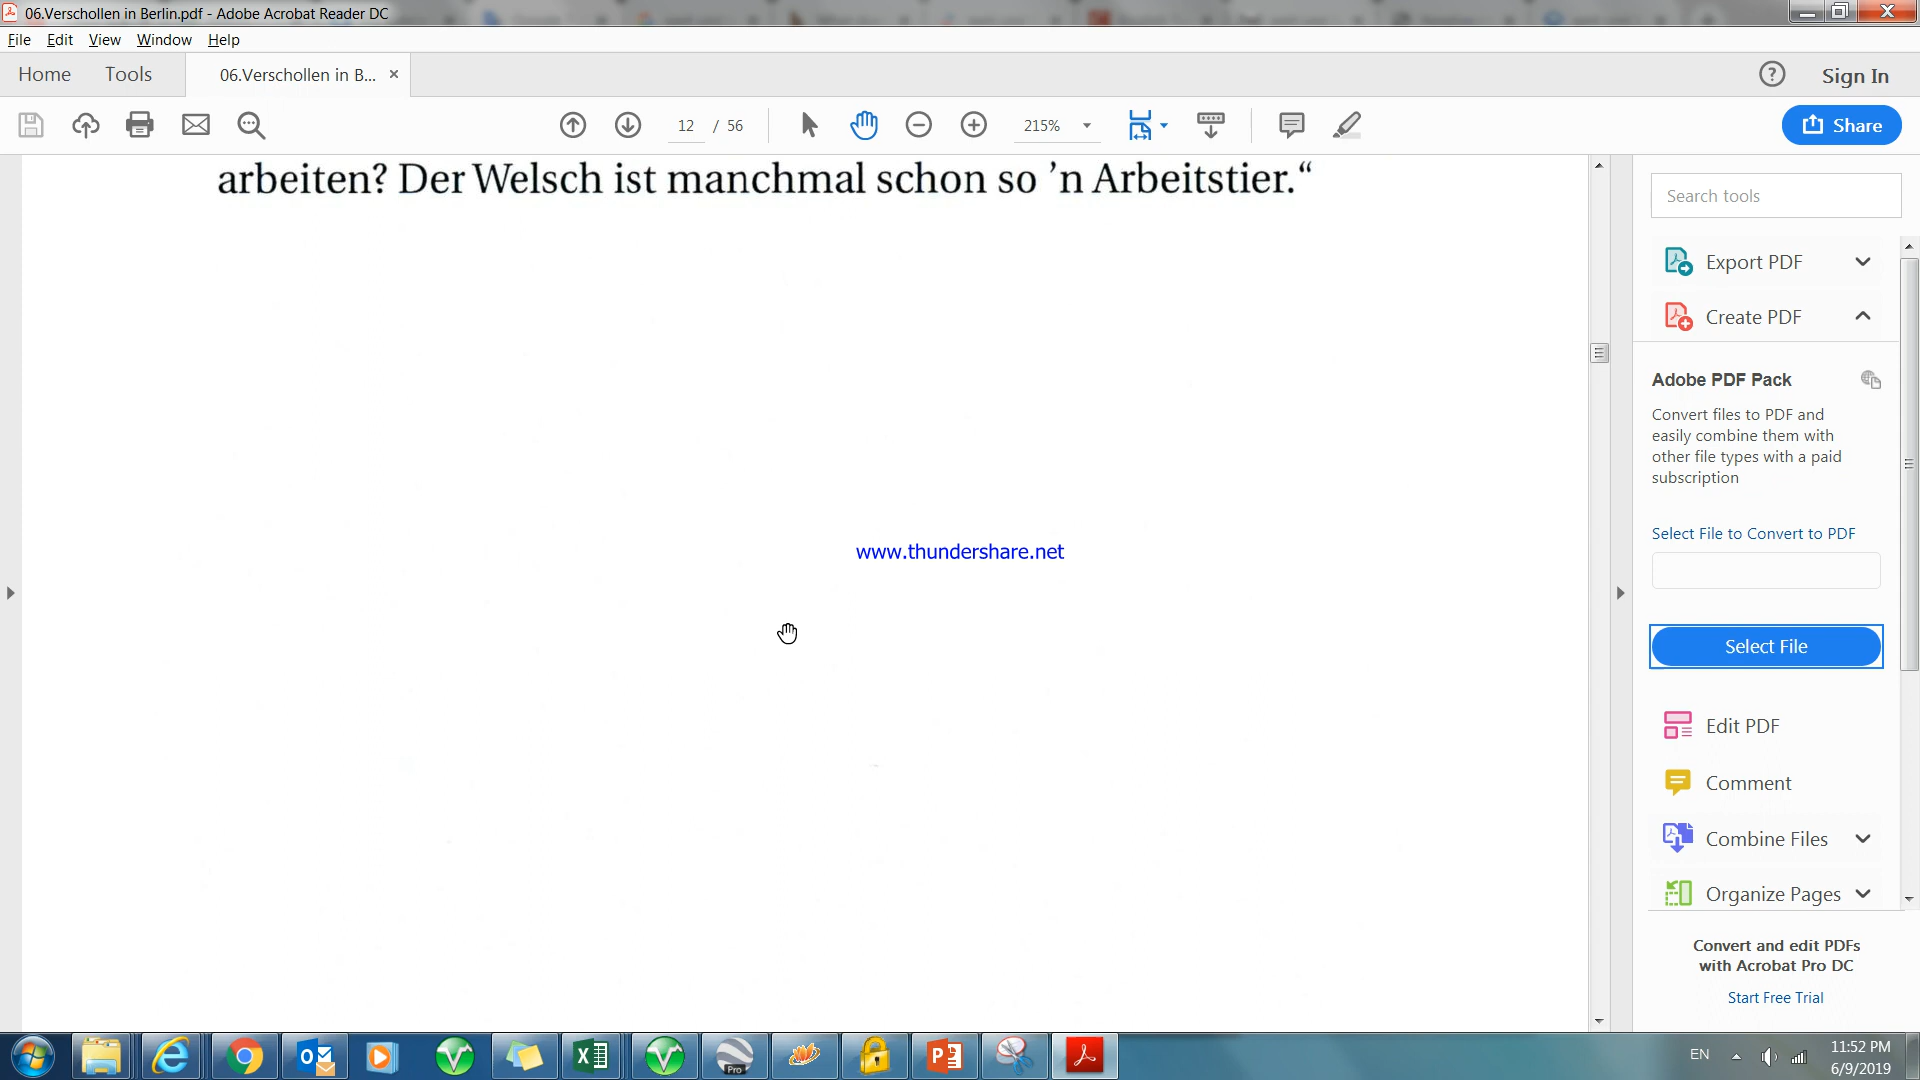 06.Verschollen in Berlin.pdf - Adobe Acrobat Reader DC
File Edit View Window Help
Home Tools 06.Verschollen in B... × ? Sign In
12 / 56 215% Share
arbeiten? Der Welsch ist manchmal schon so ’n Arbeitstier.“
Search tools
Export PDF
Create PDF
Adobe PDF Pack
Convert files to PDF and
easily combine them with
other file types with a paid
subscription
Select File to Convert to PDF
www.thundershare.net
Select File
Edit PDF
Comment
Combine Files
Organize Pages
Convert and edit PDFs
with Acrobat Pro DC
Start Free Trial
Pro
EN
11:52 PM
6/9/2019